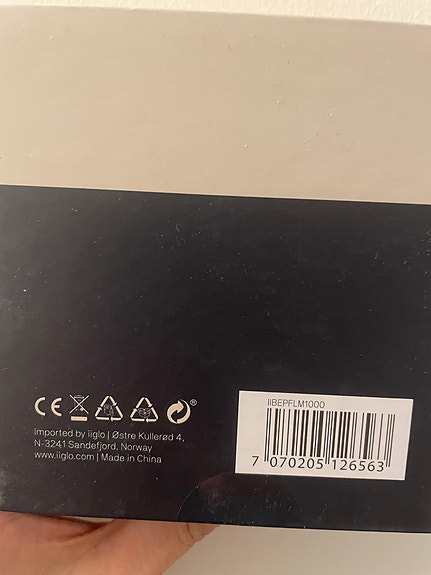 CE
Imported by iiglo | Østre Kullerød 4,
N-3241 Sandefjord, Norway
www.iiglo.com | Made in China
IIBEPFLM1000
7 070205 126563